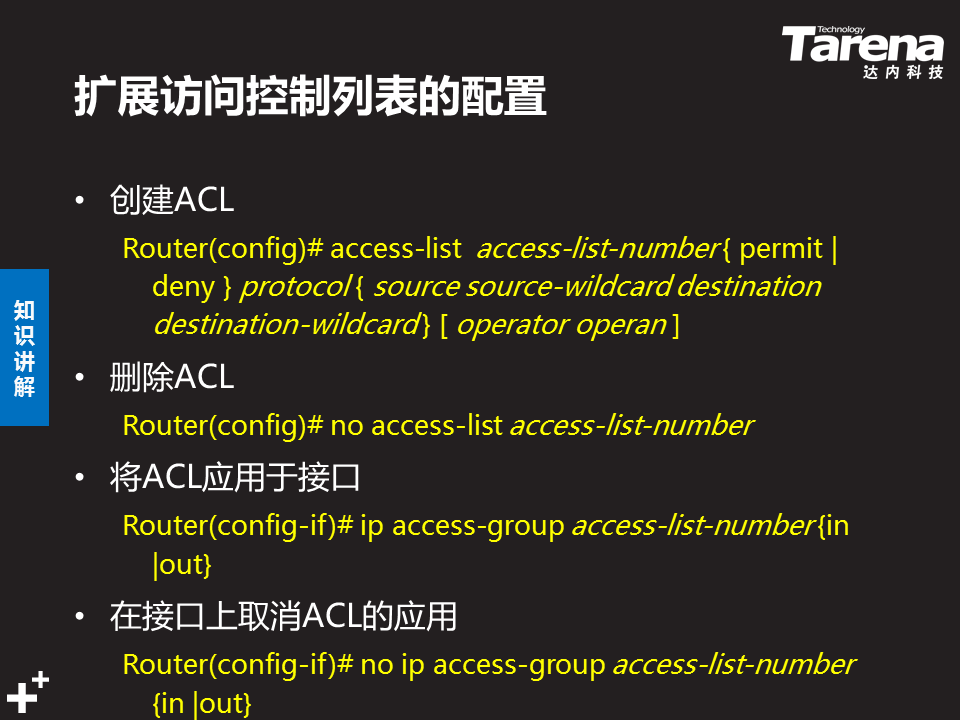 Technology
Tarena
达内科技
扩展访问控制列表的配置
• 创建ACL
Router(config)# access-list access-list-number { permit |
deny } protocol { source source-wildcard destination
destination-wildcard } [ operator operan ]
• 删除ACL
Router(config)# no access-list access-list-number
• 将ACL应用于接口
Router(config-if)# ip access-group access-list-number {in
|out}
• 在接口上取消ACL的应用
Router(config-if)# no ip access-group access-list-number
{in |out}
知
识
讲
解